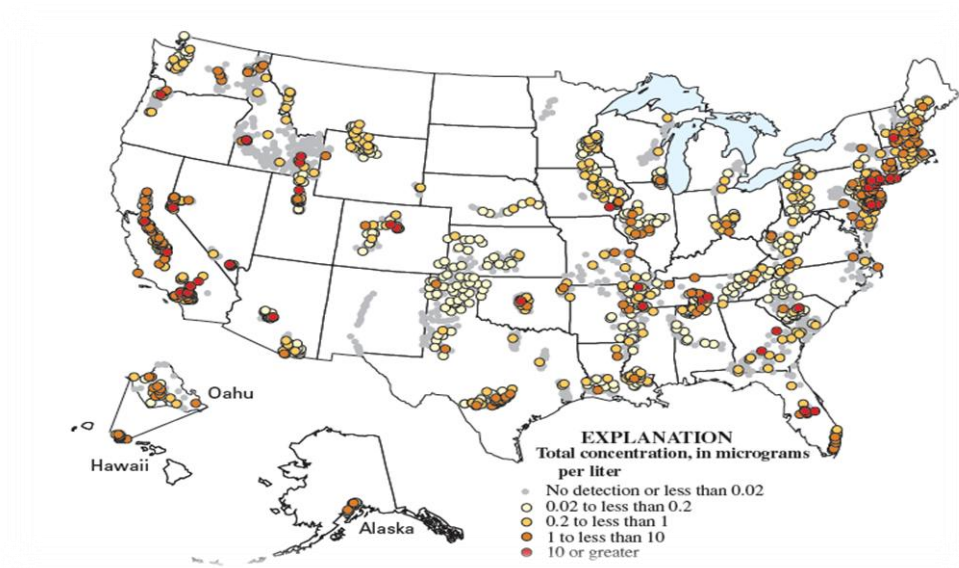 Oahu
Hawaii
Alaska
EXPLANATION
Total concentration, in micrograms
per liter
No detection or less than 0.02
0.02 to less than 0.2
0.2 to less than 1
1 to less than 10
10 or greater